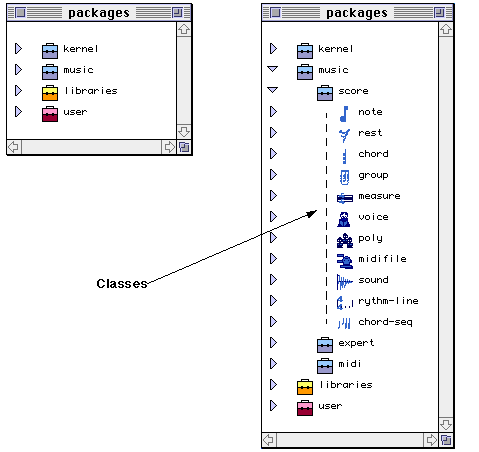 packages
kernel
music
libraries
user
packages
kernel
music
score
note
rest
chord
group
measure
voice
poly
midifile
sound
rythm-line
chord-seq
expert
midi
libraries
user
Classes